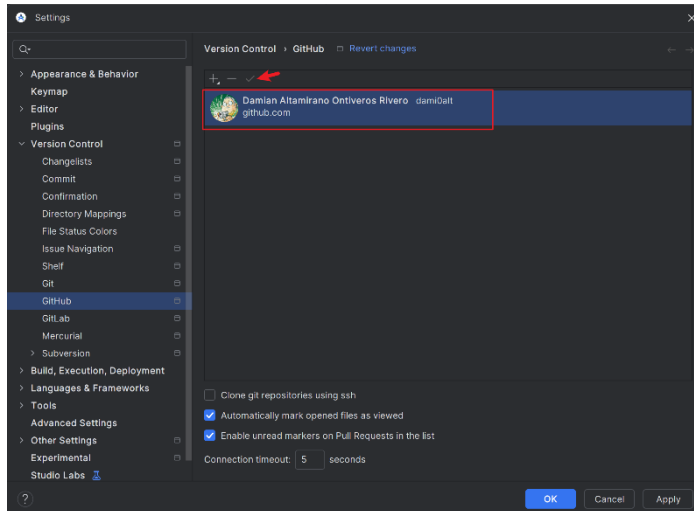 Settings
Version Control › GitHub Revert changes
Appearance & Behavior
Keymap
Editor
Plugins
Version Control
Changelists
Commit
Confirmation
Directory Mappings
File Status Colors
Issue Navigation
Shelf
Git
GitHub
GitLab
Mercurial
Subversion
Build, Execution, Deployment
Languages & Frameworks
Tools
Advanced Settings
Other Settings
Experimental
Studio Labs
Damian Altamirano Ontiveros Rivero dami0alt
github.com
Clone git repositories using ssh
Automatically mark opened files as viewed
Enable unread markers on Pull Requests in the list
Connection timeout: 5 seconds
?
OK Cancel Apply